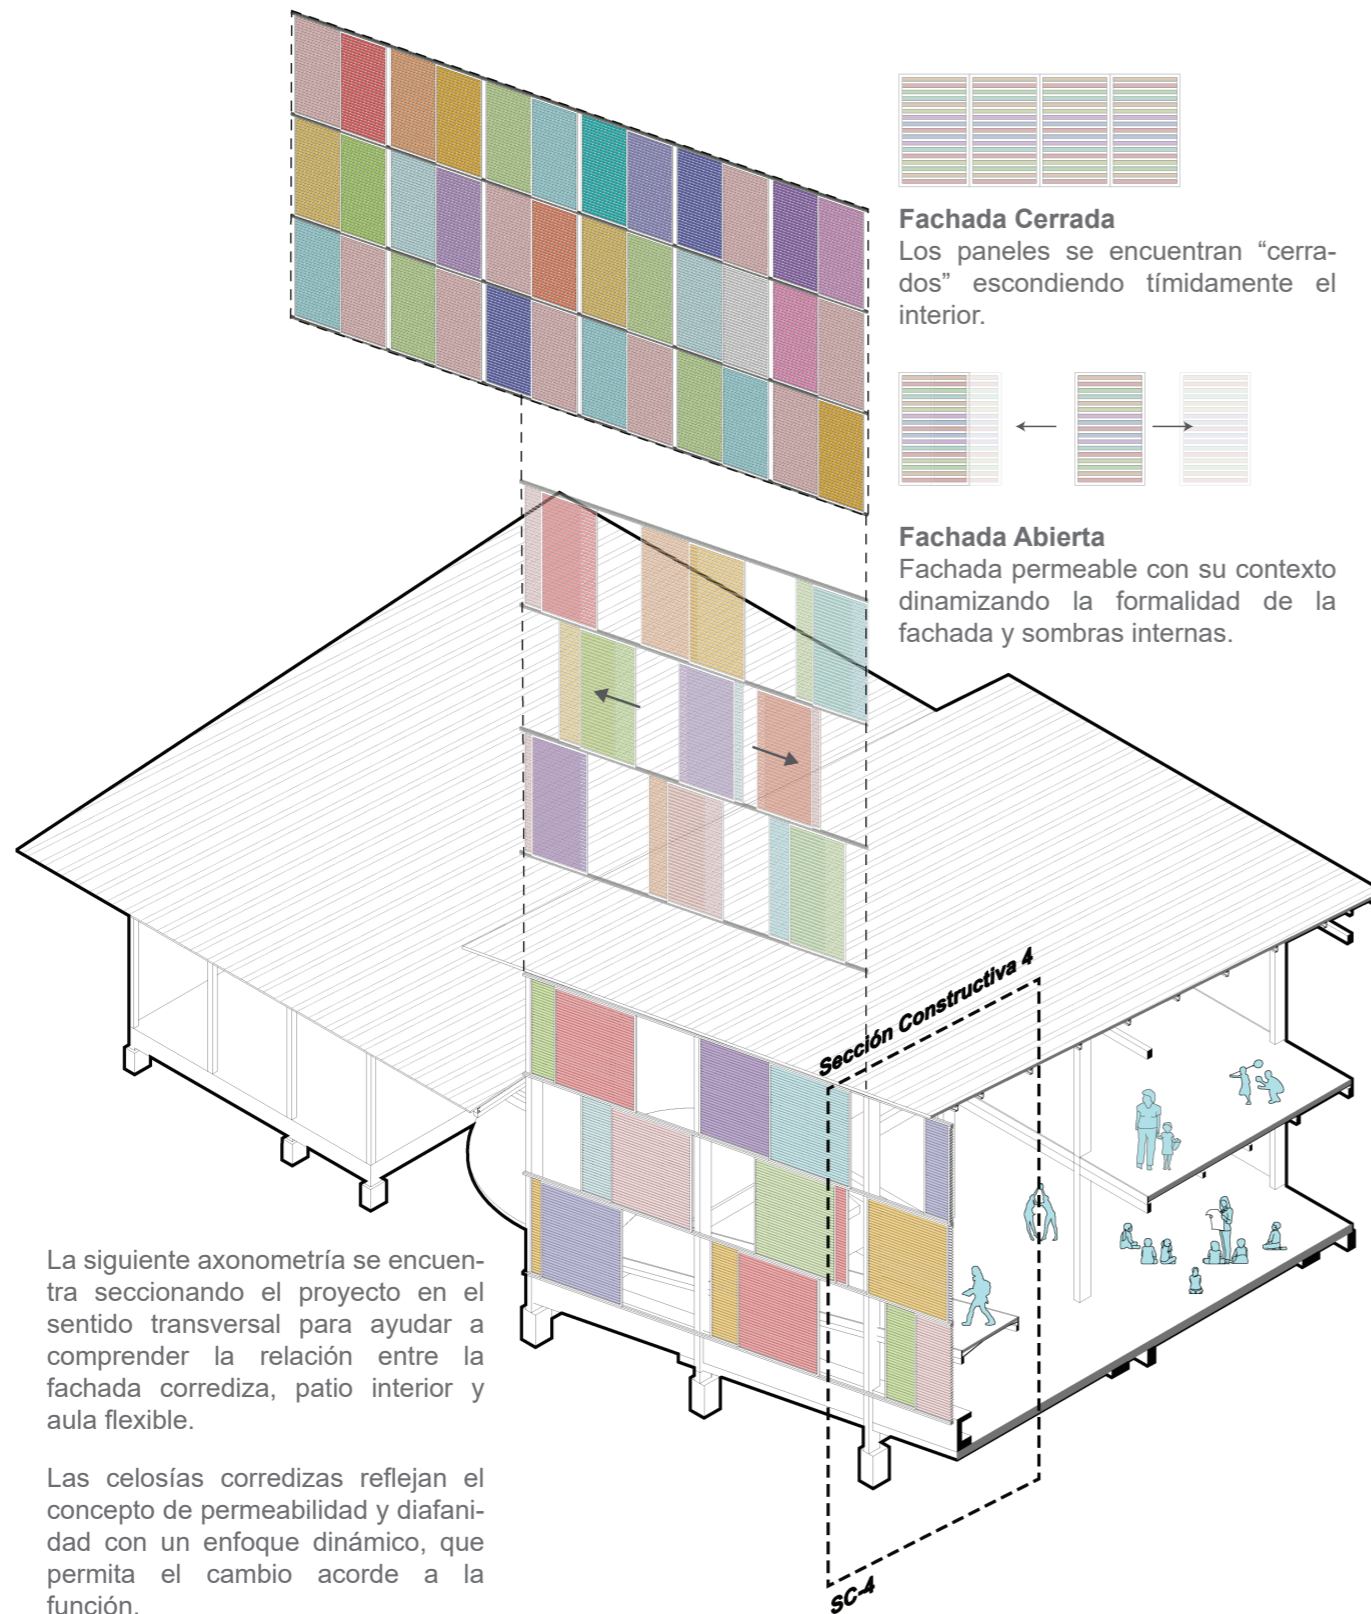 Fachada Cerrada
Los paneles se encuentran “cerra-
dos” escondiendo tímidamente el
interior.
Fachada Abierta
Fachada permeable con su contexto
dinamizando la formalidad de la
fachada y sombras internas.
Sección Constructiva 4
La siguiente axonometría se encuen-
tra seccionando el proyecto en el
sentido transversal para ayudar a
comprender la relación entre la
fachada corrediza, patio interior y
aula flexible.
Las celosías corredizas reflejan el
concepto de permeabilidad y diafani-
dad con un enfoque dinámico, que
permita el cambio acorde a la
función.
SC-4